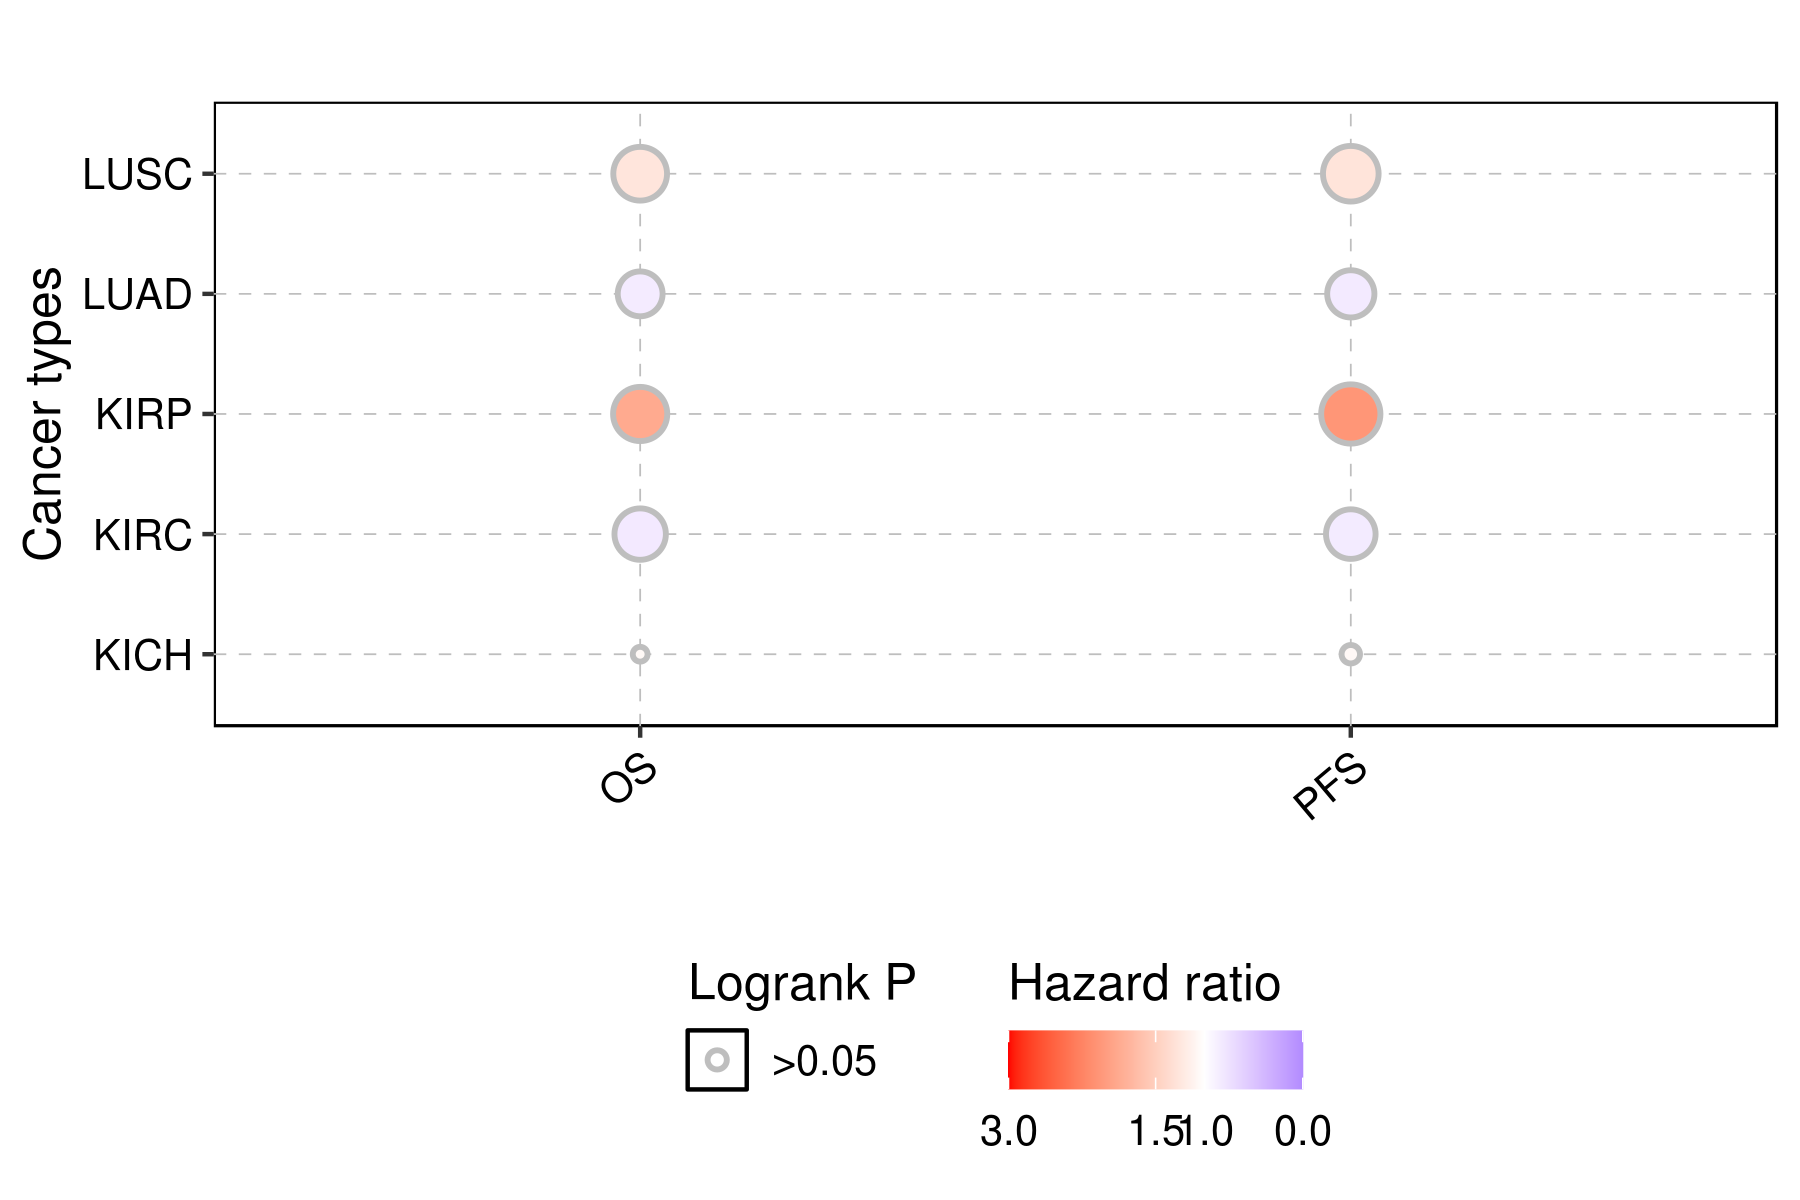 Cancer types
LUSC
LUAD
KIRP
KIRC
KICH
OS
PFS
Logrank P
>0.05
Hazard ratio
3.0
1.5
1.0
0.0